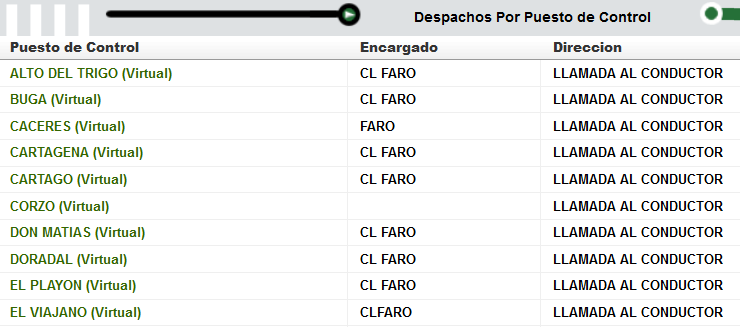 Despachos Por Puesto de Control
Puesto de Control Encargado Direccion
ALTO DEL TRIGO (Virtual) CL FARO LLAMADA AL CONDUCTOR
BUGA (Virtual) CL FARO LLAMADA AL CONDUCTOR
CACERES (Virtual) FARO LLAMADA AL CONDUCTOR
CARTAGENA (Virtual) CL FARO LLAMADA AL CONDUCTOR
CARTAGO (Virtual) CL FARO LLAMADA AL CONDUCTOR
CORZO (Virtual) LLAMADA AL CONDUCTOR
DON MATIAS (Virtual) CL FARO LLAMADA AL CONDUCTOR
DORADAL (Virtual) CL FARO LLAMADA AL CONDUCTOR
EL PLAYON (Virtual) CL FARO LLAMADA AL CONDUCTOR
EL VIAJANO (Virtual) CLFARO LLAMADA AL CONDUCTOR